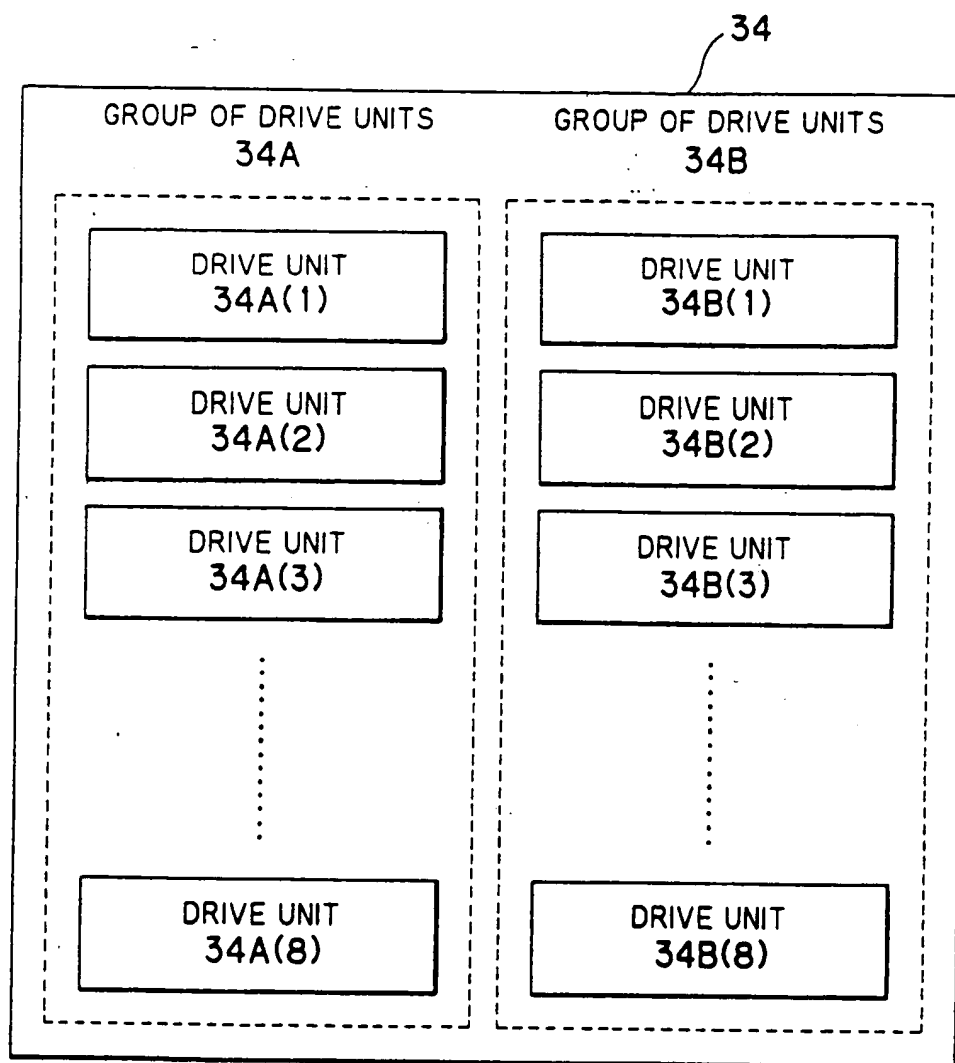 34
GROUP OF DRIVE UNITS
34A
DRIVE UNIT
34A(1)
DRIVE UNIT
34A(2)
DRIVE UNIT
34A(3)
DRIVE UNIT
34A(8)
GROUP OF DRIVE UNITS
34B
DRIVE UNIT
34B(1)
DRIVE UNIT
34B(2)
DRIVE UNIT
34B(3)
DRIVE UNIT
34B(8)